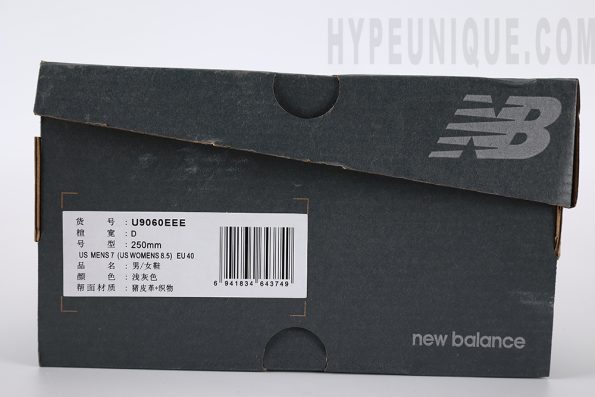 HYPEUNIQUE.COM
NB
货 号 : U9060EEE
楦 宽 : D
号 型 : 250mm
US MENS 7 (US WOMENS 8.5) EU 40
品 名 : 男/女鞋
颜 色 : 浅灰色
帮面材质 : 猪皮革+织物
6 941834 643749
new balance